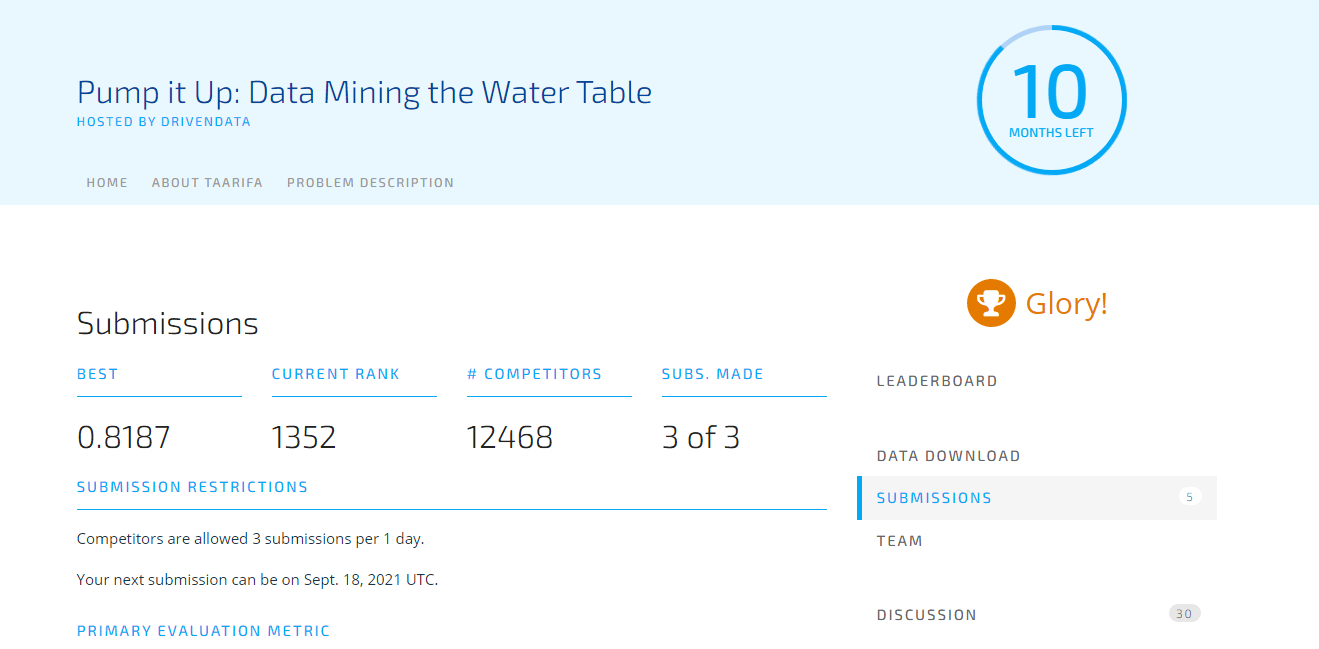 Pump it Up: Data Mining the Water Table
HOSTED BY DRIVENDATA
10
MONTHS LEFT
HOME ABOUT TAARIFA PROBLEM DESCRIPTION
Submissions
BEST CURRENT RANK # COMPETITORS SUBS. MADE
0.8187 1352 12468 3 of 3
SUBMISSION RESTRICTIONS
Competitors are allowed 3 submissions per 1 day.
Your next submission can be on Sept. 18, 2021 UTC.
PRIMARY EVALUATION METRIC
Glory!
LEADERBOARD
DATA DOWNLOAD
SUBMISSIONS 5
TEAM
DISCUSSION 30